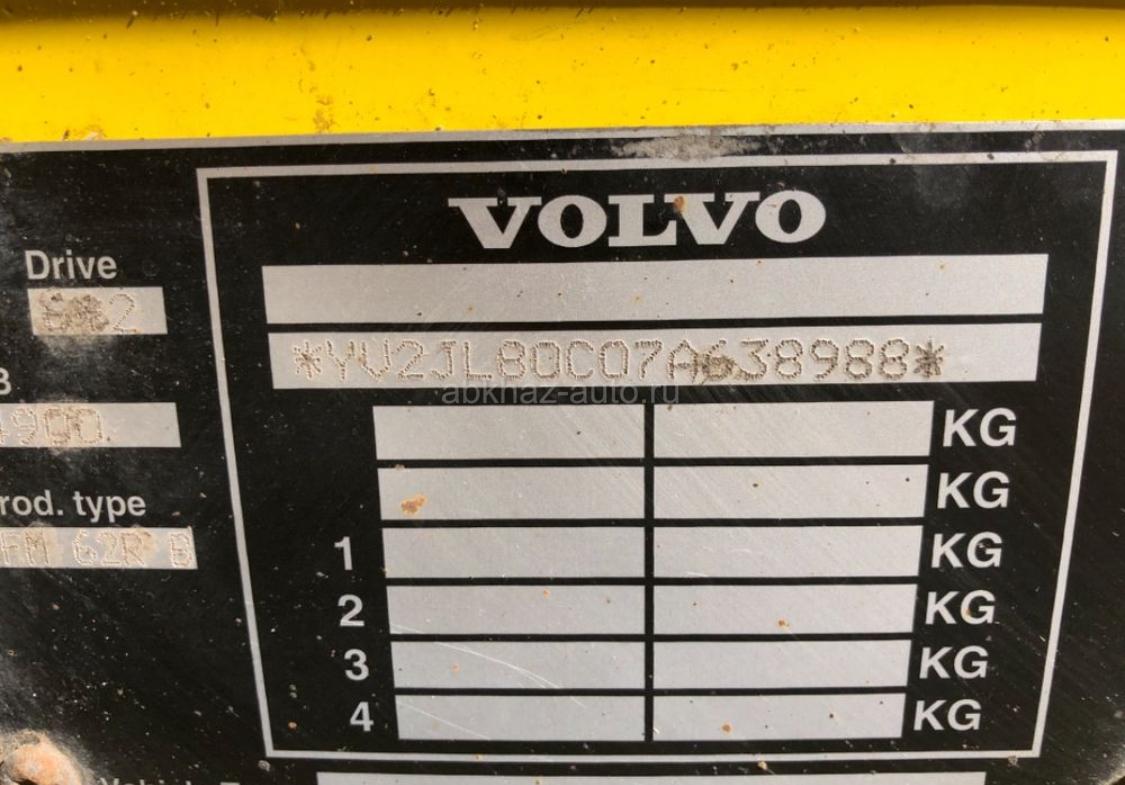 VOLVO
Drive
6x2
*YV2JL80C07A638988*
abkhaz-auto.ru
4900
KG
KG
rod. type
FM 62R B
1 KG
2 KG
3 KG
4 KG